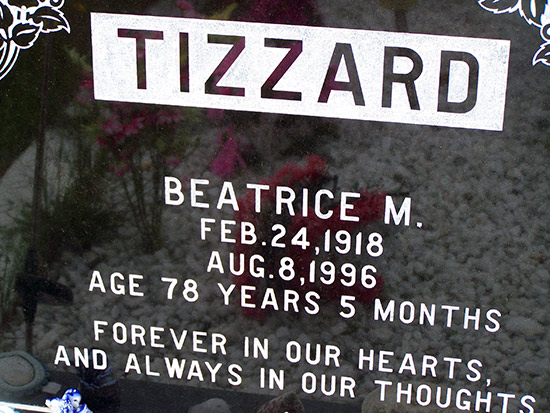 TIZZARD
BEATRICE M.
FEB.24,1918
AUG.8,1996
AGE 78 YEARS 5 MONTHS
FOREVER IN OUR HEARTS,
AND ALWAYS IN OUR THOUGHTS